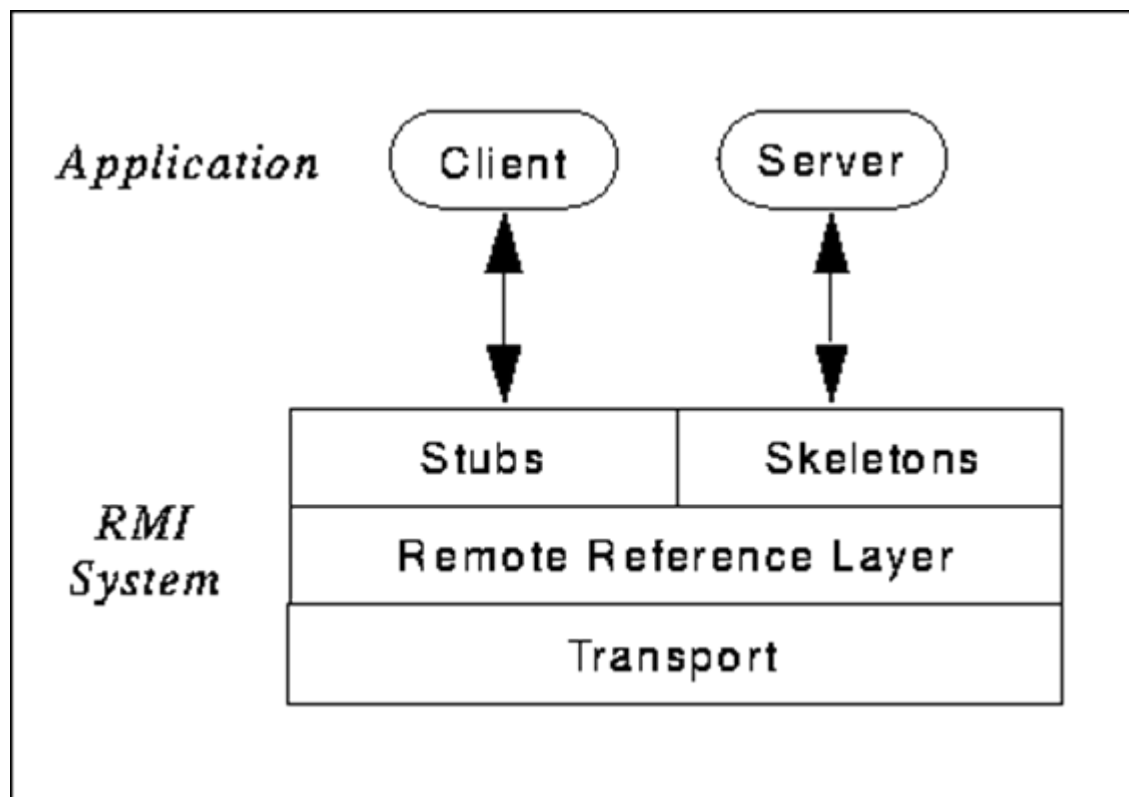 Application
Client
Server
Stubs
Skeletons
RMI
System
Remote Reference Layer
Transport